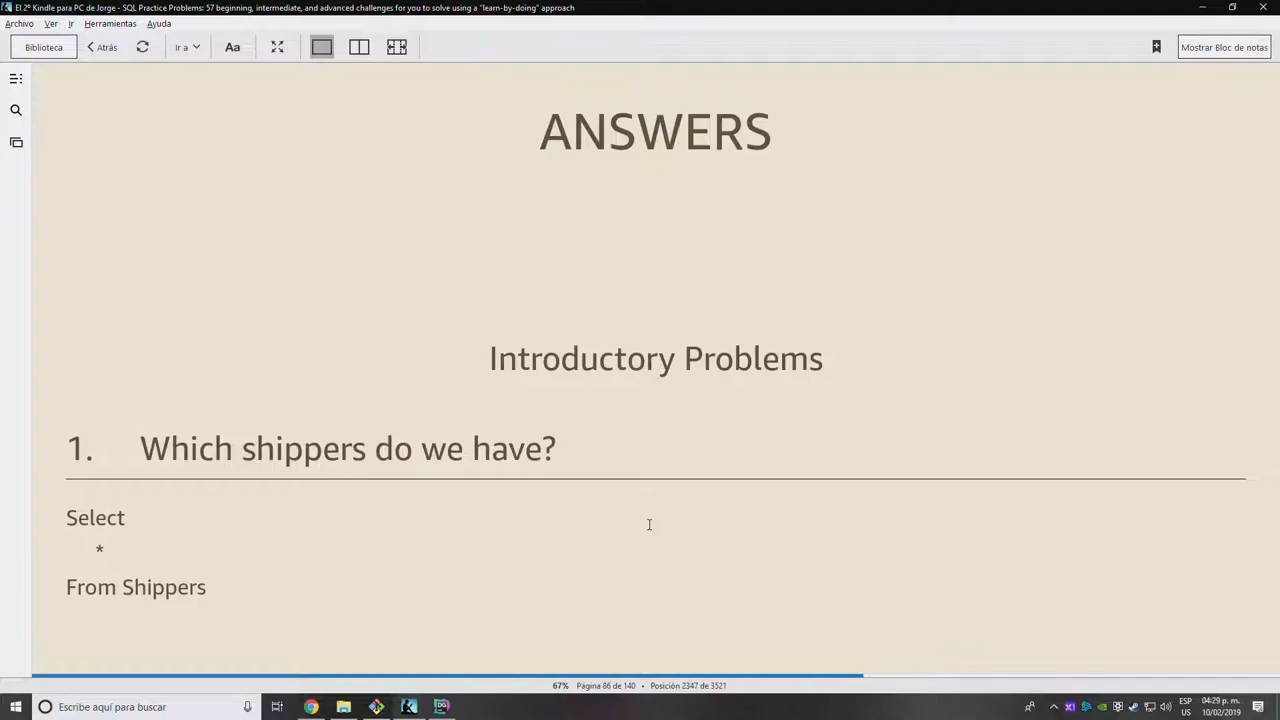 El 2º Kindle para PC de Jorge - SQL Practice Problems: 57 beginning, intermediate, and advanced challenges for you to solve using a "learn-by-doing" approach
Archivo Ver Ir Herramientas Ayuda
Biblioteca Atrás Ir a Aa Mostrar Bloc de notas
ANSWERS
Introductory Problems
1. Which shippers do we have?
Select
*
From Shippers
67% Página 86 de 140 • Posición 2347 de 3521
Escribe aquí para buscar
ESP 04:29 p. m.
US 10/02/2019